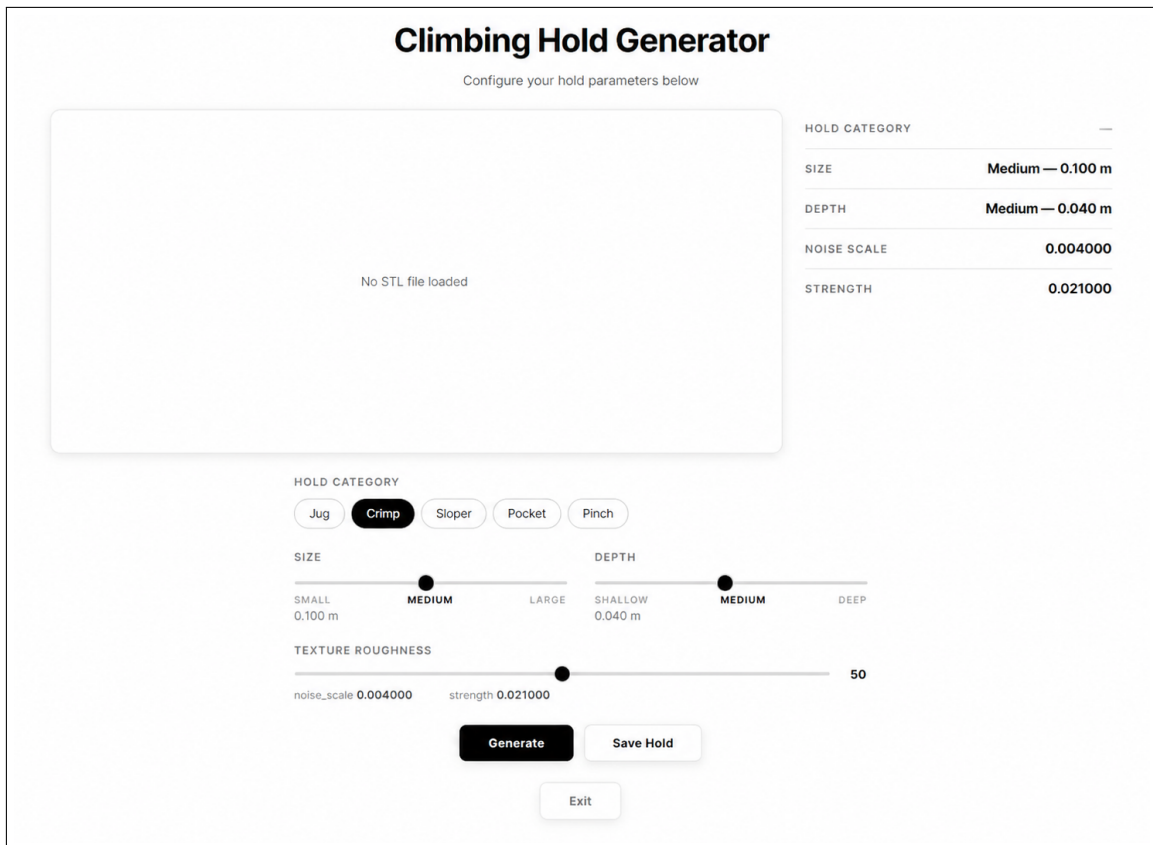 Climbing Hold Generator
Configure your hold parameters below
No STL file loaded
HOLD CATEGORY —
SIZE Medium — 0.100 m
DEPTH Medium — 0.040 m
NOISE SCALE 0.004000
STRENGTH 0.021000
HOLD CATEGORY
Jug Crimp Sloper Pocket Pinch
SIZE DEPTH
SMALL MEDIUM LARGE SHALLOW MEDIUM DEEP
0.100 m 0.040 m
TEXTURE ROUGHNESS
50
noise_scale 0.004000 strength 0.021000
Generate Save Hold
Exit